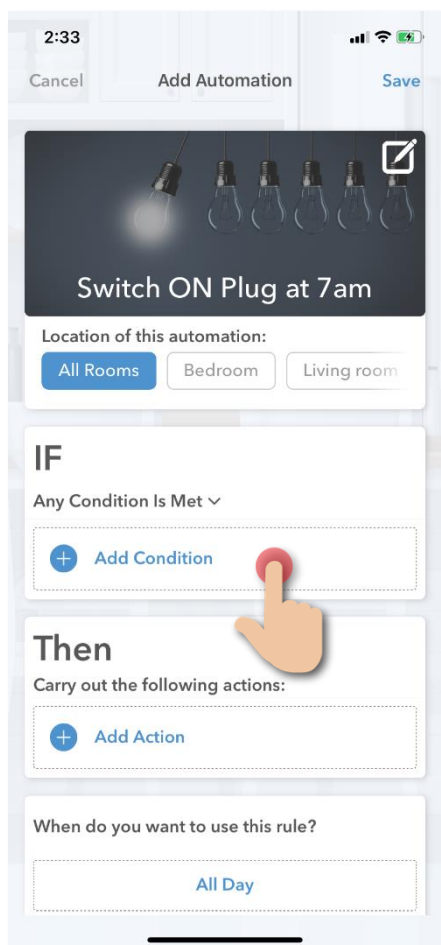 2:33
Cancel Add Automation Save
Switch ON Plug at 7am
Location of this automation:
All Rooms Bedroom Living room
IF
Any Condition Is Met
Add Condition
Then
Carry out the following actions:
Add Action
When do you want to use this rule?
All Day